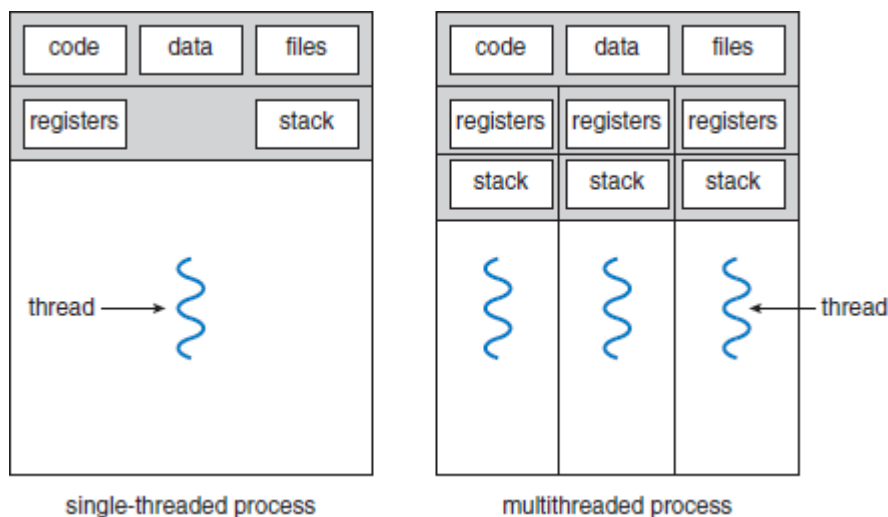 code data files
registers stack
thread
single-threaded process
code data files
registers registers registers
stack stack stack
thread
multithreaded process